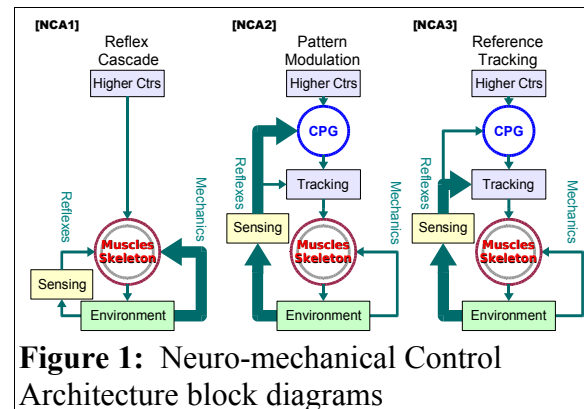 [NCA1]
Reflex
Cascade
Higher Ctrs
Reflexes
Mechanics
Sensing
Muscles
Skeleton
Environment
[NCA2]
Pattern
Modulation
Higher Ctrs
CPG
Reflexes
Tracking
Sensing
Muscles
Skeleton
Environment
[NCA3]
Reference
Tracking
Higher Ctrs
CPG
Reflexes
Tracking
Mechanics
Sensing
Muscles
Skeleton
Environment
Figure 1: Neuro-mechanical Control
Architecture block diagrams